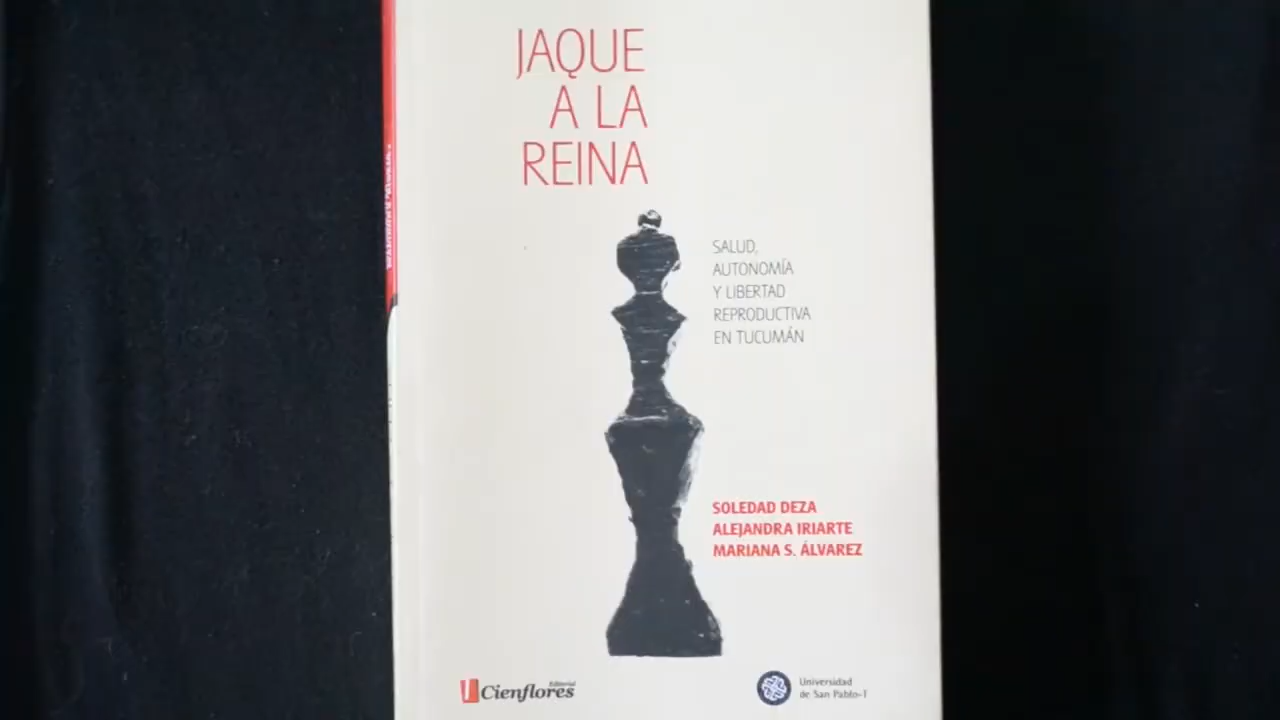 JAQUE
A LA
REINA
SALUD,
AUTONOMÍA
Y LIBERTAD
REPRODUCTIVA
EN TUCUMÁN
SOLEDAD DEZA
ALEJANDRA IRIARTE
MARIANA S. ÁLVAREZ
Editorial
Cienflores
Universidad
de San Pablo-T